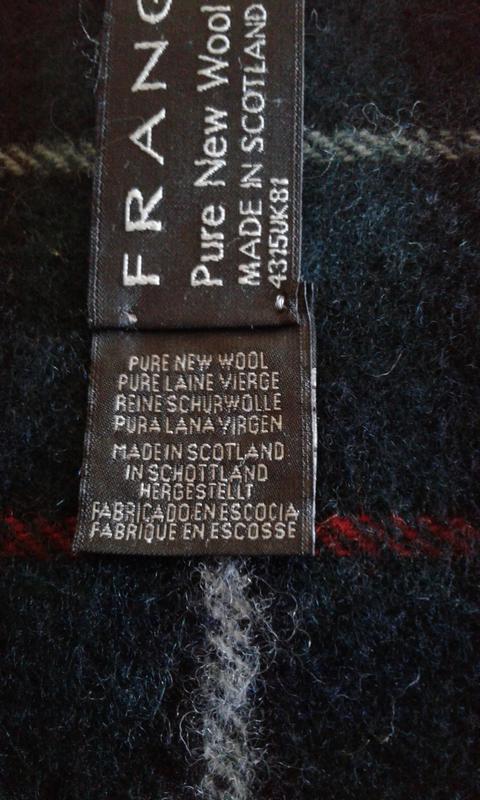 FRANC
Pure New Wool
MADE IN SCOTLAND
4315UK81
PURE NEW WOOL
PURE LAINE VIERGE
REINE SCHURWOLLE
PURA LANA VIRGEN
MADE IN SCOTLAND
IN SCHOTTLAND
HERGESTELLT
FABRICADO EN ESCOCIA
FABRIQUE EN ESCOSSE